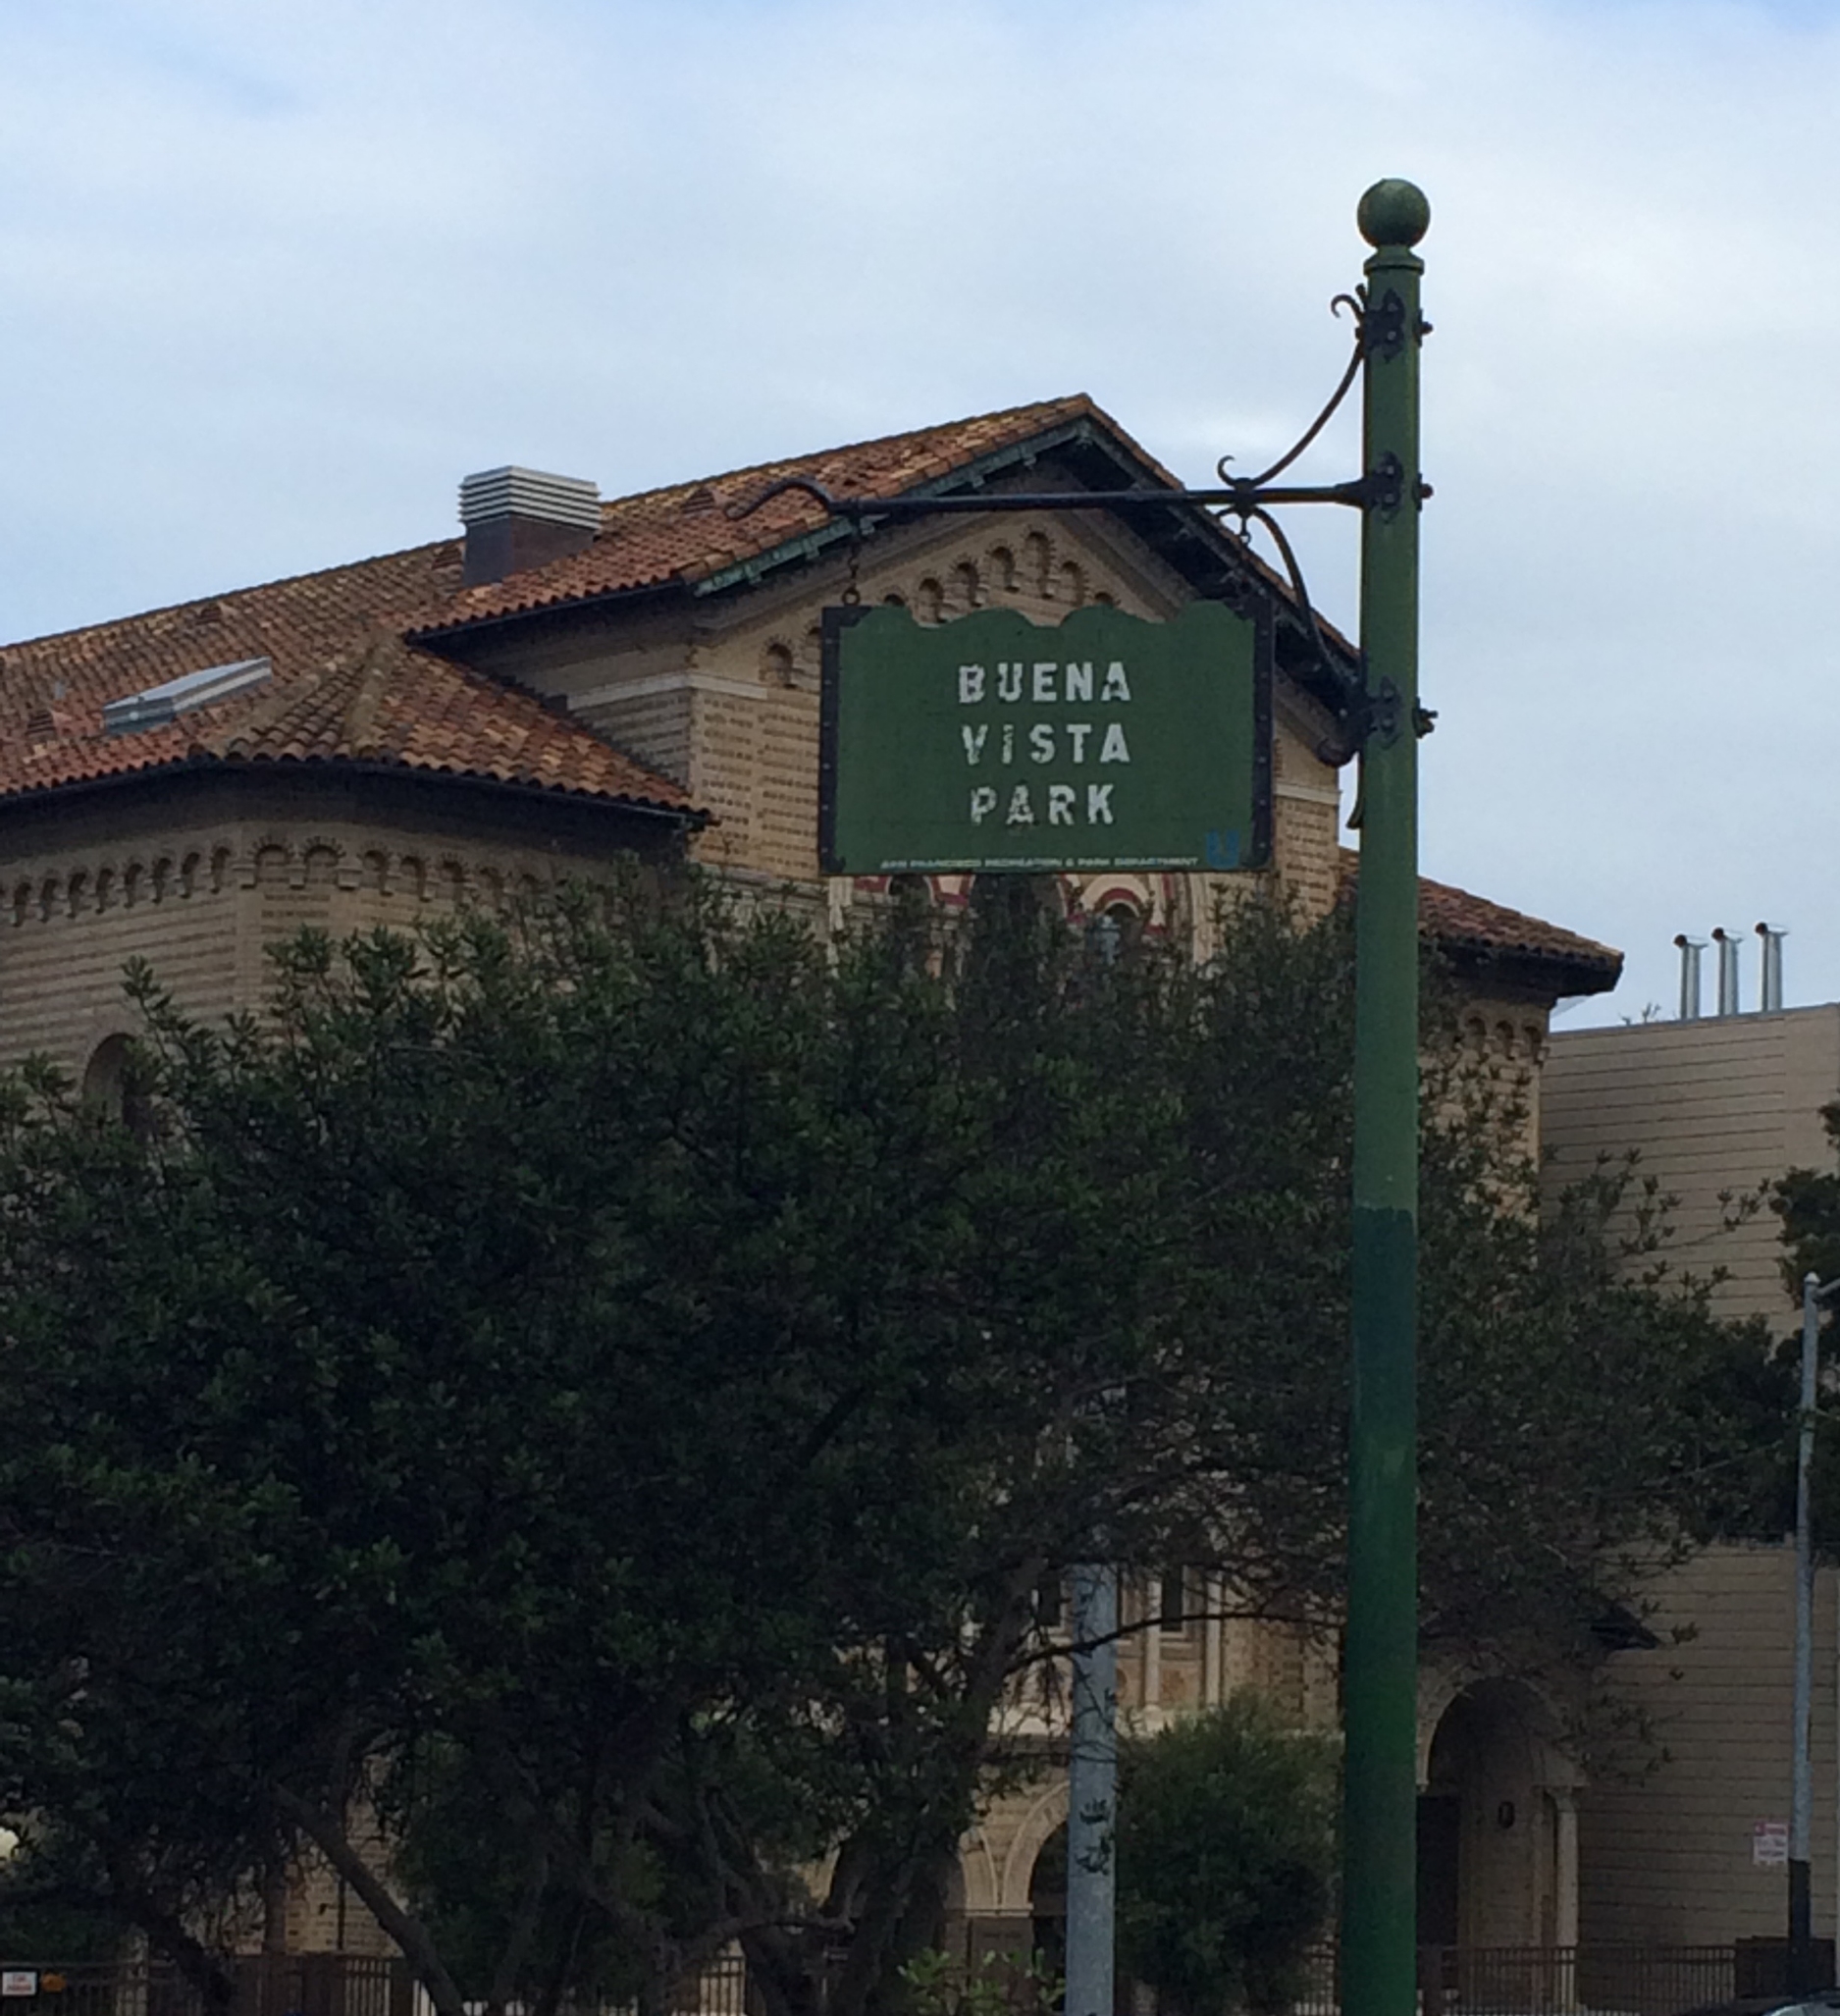 BUENA
VISTA
PARK
SAN FRANCISCO RECREATION & PARK DEPARTMENT